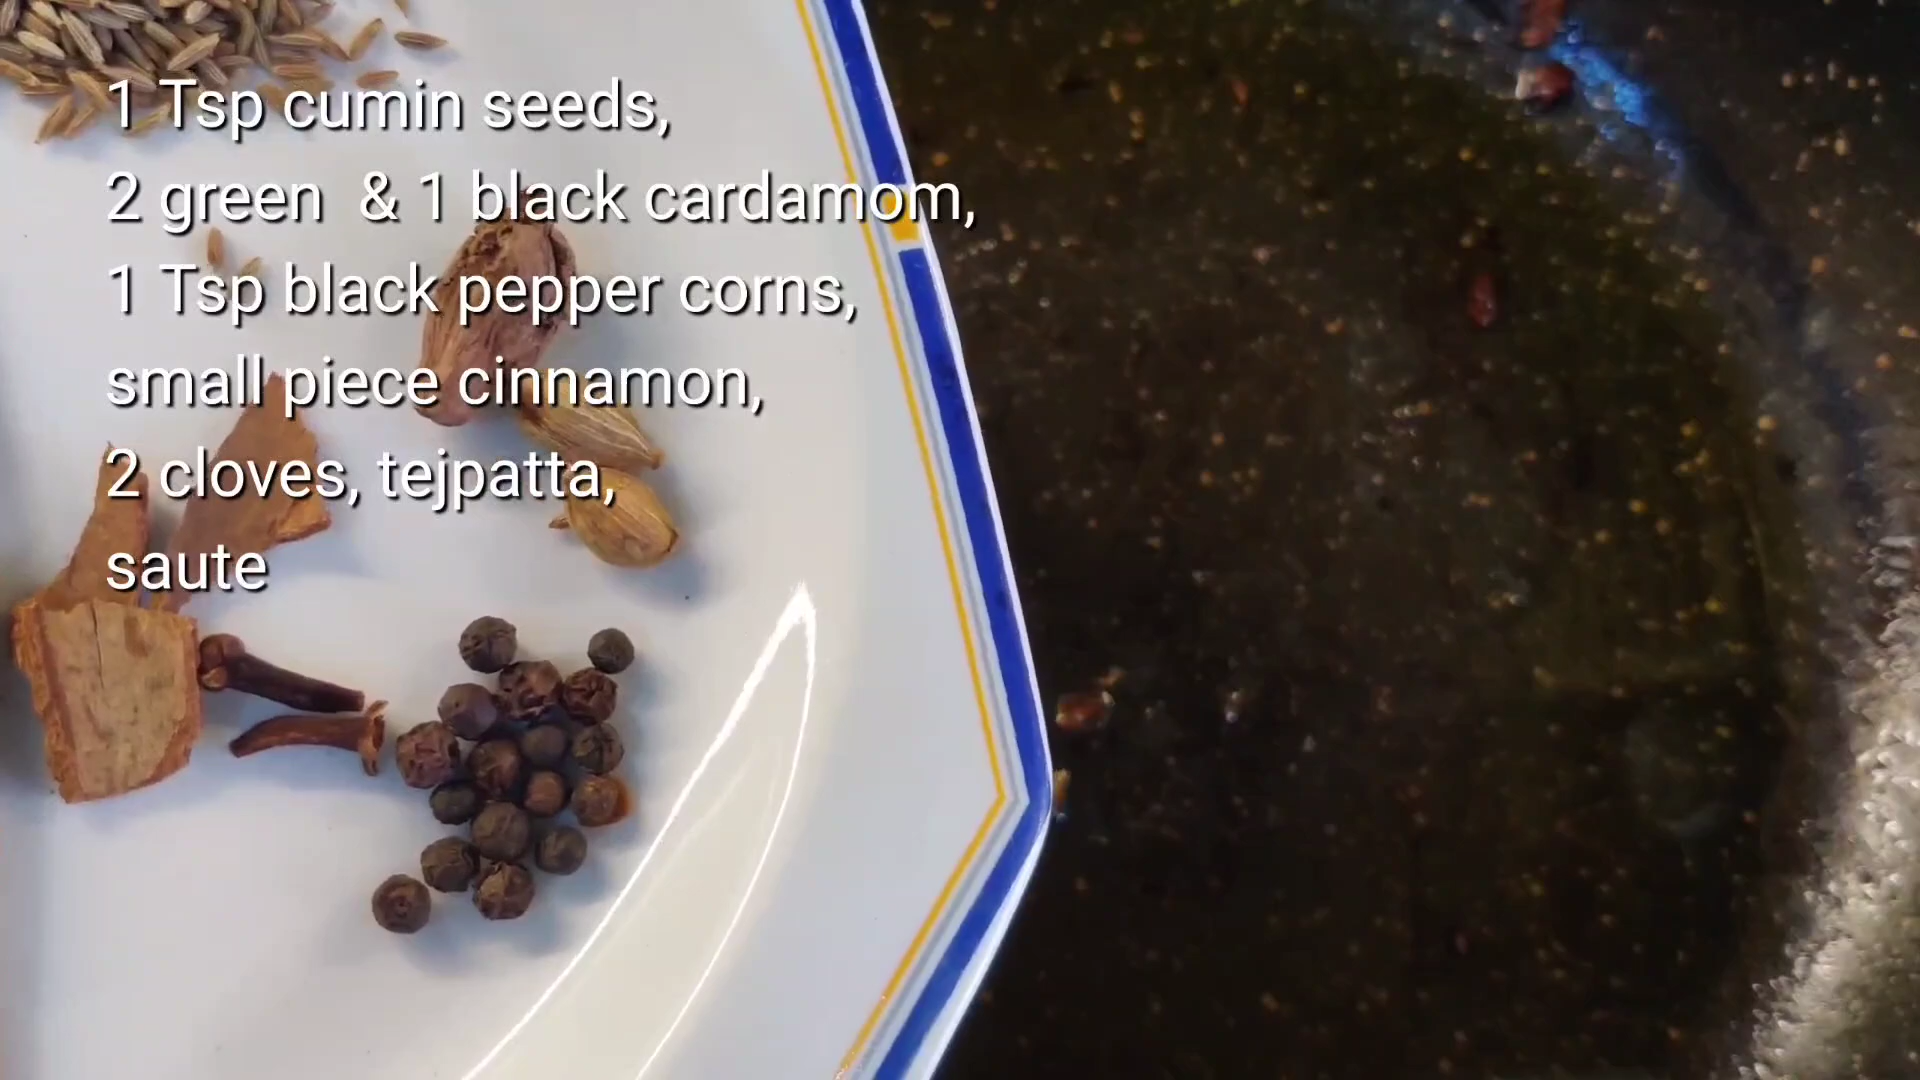 1 Tsp cumin seeds,
2 green & 1 black cardamom,
1 Tsp black pepper corns,
small piece cinnamon,
2 cloves, tejpatta,
saute